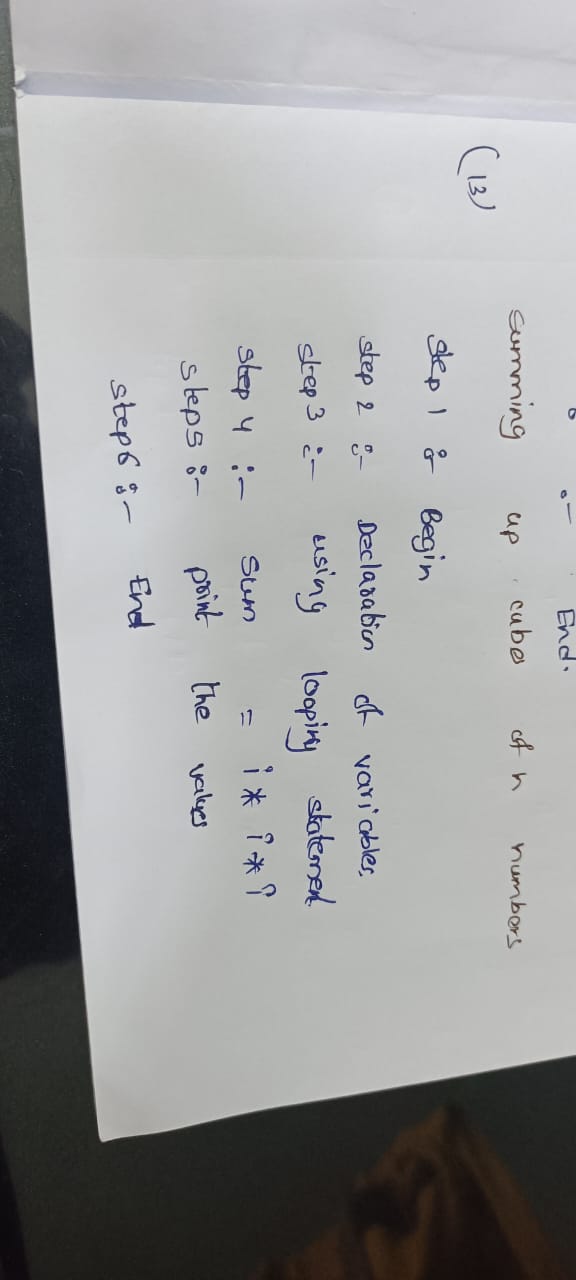 :- End.
(13) Summing up cubes of n numbers
Step 1 :- Begin
Step 2 :- Declaration of variables.
Step 3 :- using looping statement
Step 4 :- Sum = i * i * i
Step 5 :- print the values
Step 6 :- End